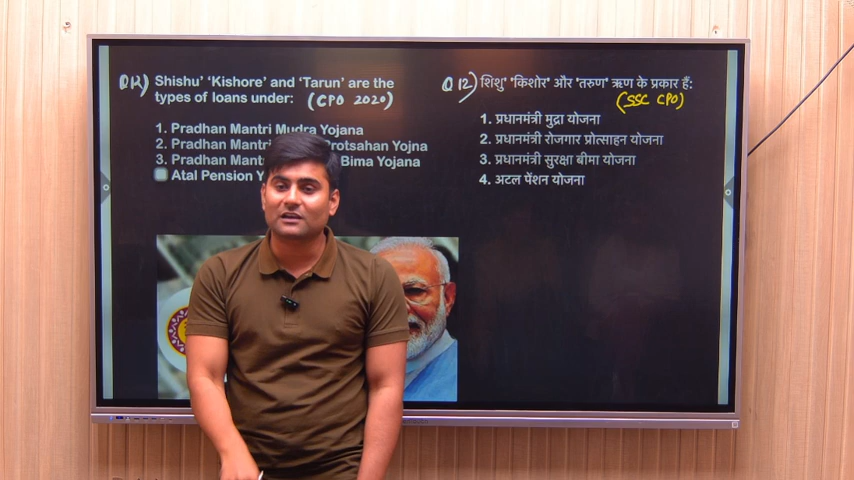 Q12) Shishu' 'Kishore' and 'Tarun' are the
types of loans under: (CPO 2020)
1. Pradhan Mantri Mudra Yojana
2. Pradhan Mantri Protsahan Yojna
3. Pradhan Mantr Bima Yojana
Atal Pension Y
Q 12) शिशु' 'किशोर' और 'तरुण' ऋण के प्रकार हैं:
(SSC CPO)
1. प्रधानमंत्री मुद्रा योजना
2. प्रधानमंत्री रोजगार प्रोत्साहन योजना
3. प्रधानमंत्री सुरक्षा बीमा योजना
4. अटल पेंशन योजना